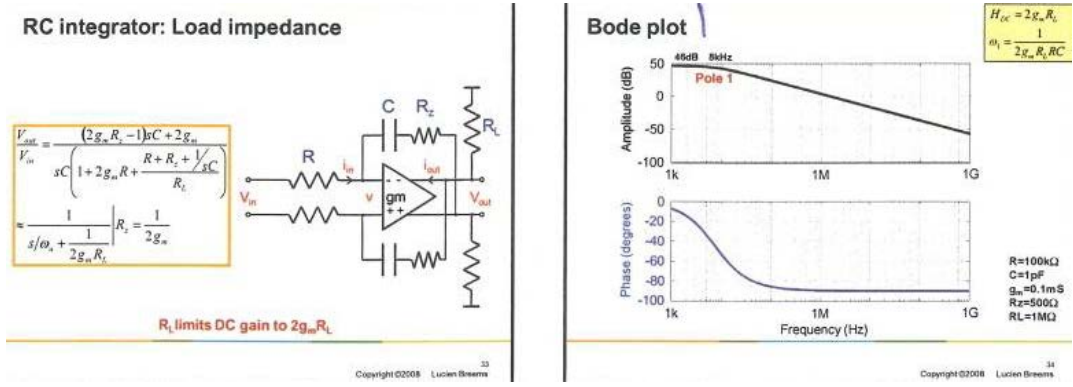 RC integrator: Load impedance
V_out/V_in = ((2g_m R_z −1)sC + 2g_m) / (sC(1 + 2g_m R + (R + R_z + 1/sC)/R_L))
≈ 1/(s/ω_u + 1/(2g_m R_L)) | R_z = 1/(2g_m)
C
R_z
R_L
R
i_in
i_out
V_in
v
gm
- -
+ +
V_out
R_L limits DC gain to 2g_m R_L
33
Copyright ©2008 Lucien Breems
Bode plot
H_DC = 2g_m R_L
ω_1 = 1/(2g_m R_L RC)
46dB 8kHz
Pole 1
Amplitude (dB)
50
0
-50
-100
1k 1M 1G
Phase (degrees)
0
-20
-40
-60
-80
-100
1k 1M 1G
Frequency (Hz)
R=100kΩ
C=1pF
g_m=0.1mS
Rz=500Ω
RL=1MΩ
34
Copyright ©2008 Lucien Breems